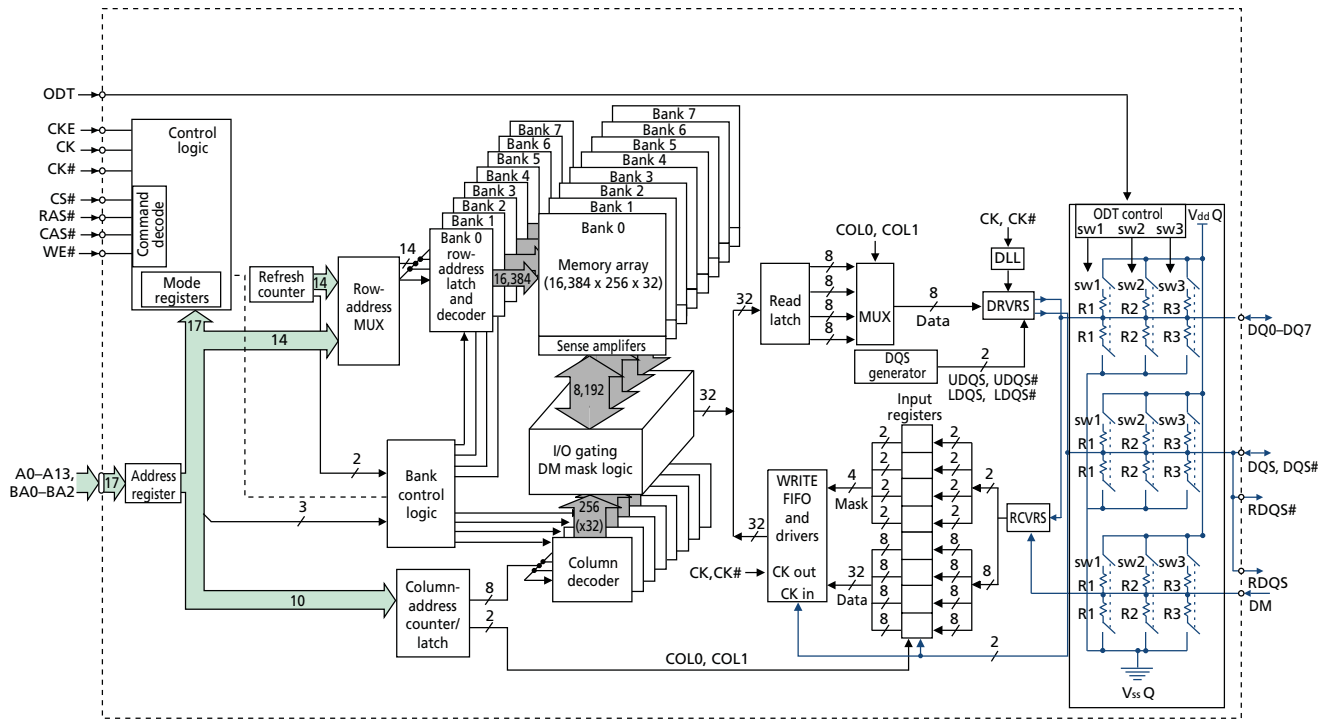 ODT
CKE
CK
CK#
CS#
RAS#
CAS#
WE#
Control
logic
Command
decode
Mode
registers
17
14
Refresh
counter
14
Row-
address
MUX
14
Bank 7
Bank 6
Bank 5
Bank 4
Bank 3
Bank 2
Bank 1
Bank 0
row-
address
latch
and
decoder
16,384
Bank 7
Bank 6
Bank 5
Bank 4
Bank 3
Bank 2
Bank 1
Bank 0
Memory array
(16,384 x 256 x 32)
Sense amplifers
8,192
I/O gating
DM mask logic
32
256
(x32)
Column
decoder
A0–A13,
BA0–BA2
17
Address
register
2
3
Bank
control
logic
10
Column-
address
counter/
latch
8
2
COL0, COL1
32
Read
latch
8
8
8
8
COL0, COL1
MUX
8
Data
CK, CK#
DLL
DRVRS
DQS
generator
2
UDQS, UDQS#
LDQS, LDQS#
Input
registers
32
WRITE
FIFO
and
drivers
CK out
CK in
CK,CK#
4
Mask
32
Data
2
2
2
2
8
8
8
8
2
2
2
2
8
8
8
8
2
8
RCVRS
2
ODT control
sw1 sw2 sw3
Vdd Q
sw1 sw2 sw3
R1 R2 R3
R1 R2 R3
sw1 sw2 sw3
R1 R2 R3
R1 R2 R3
sw1 sw2 sw3
R1 R2 R3
R1 R2 R3
Vss Q
DQ0–DQ7
DQS, DQS#
RDQS#
RDQS
DM